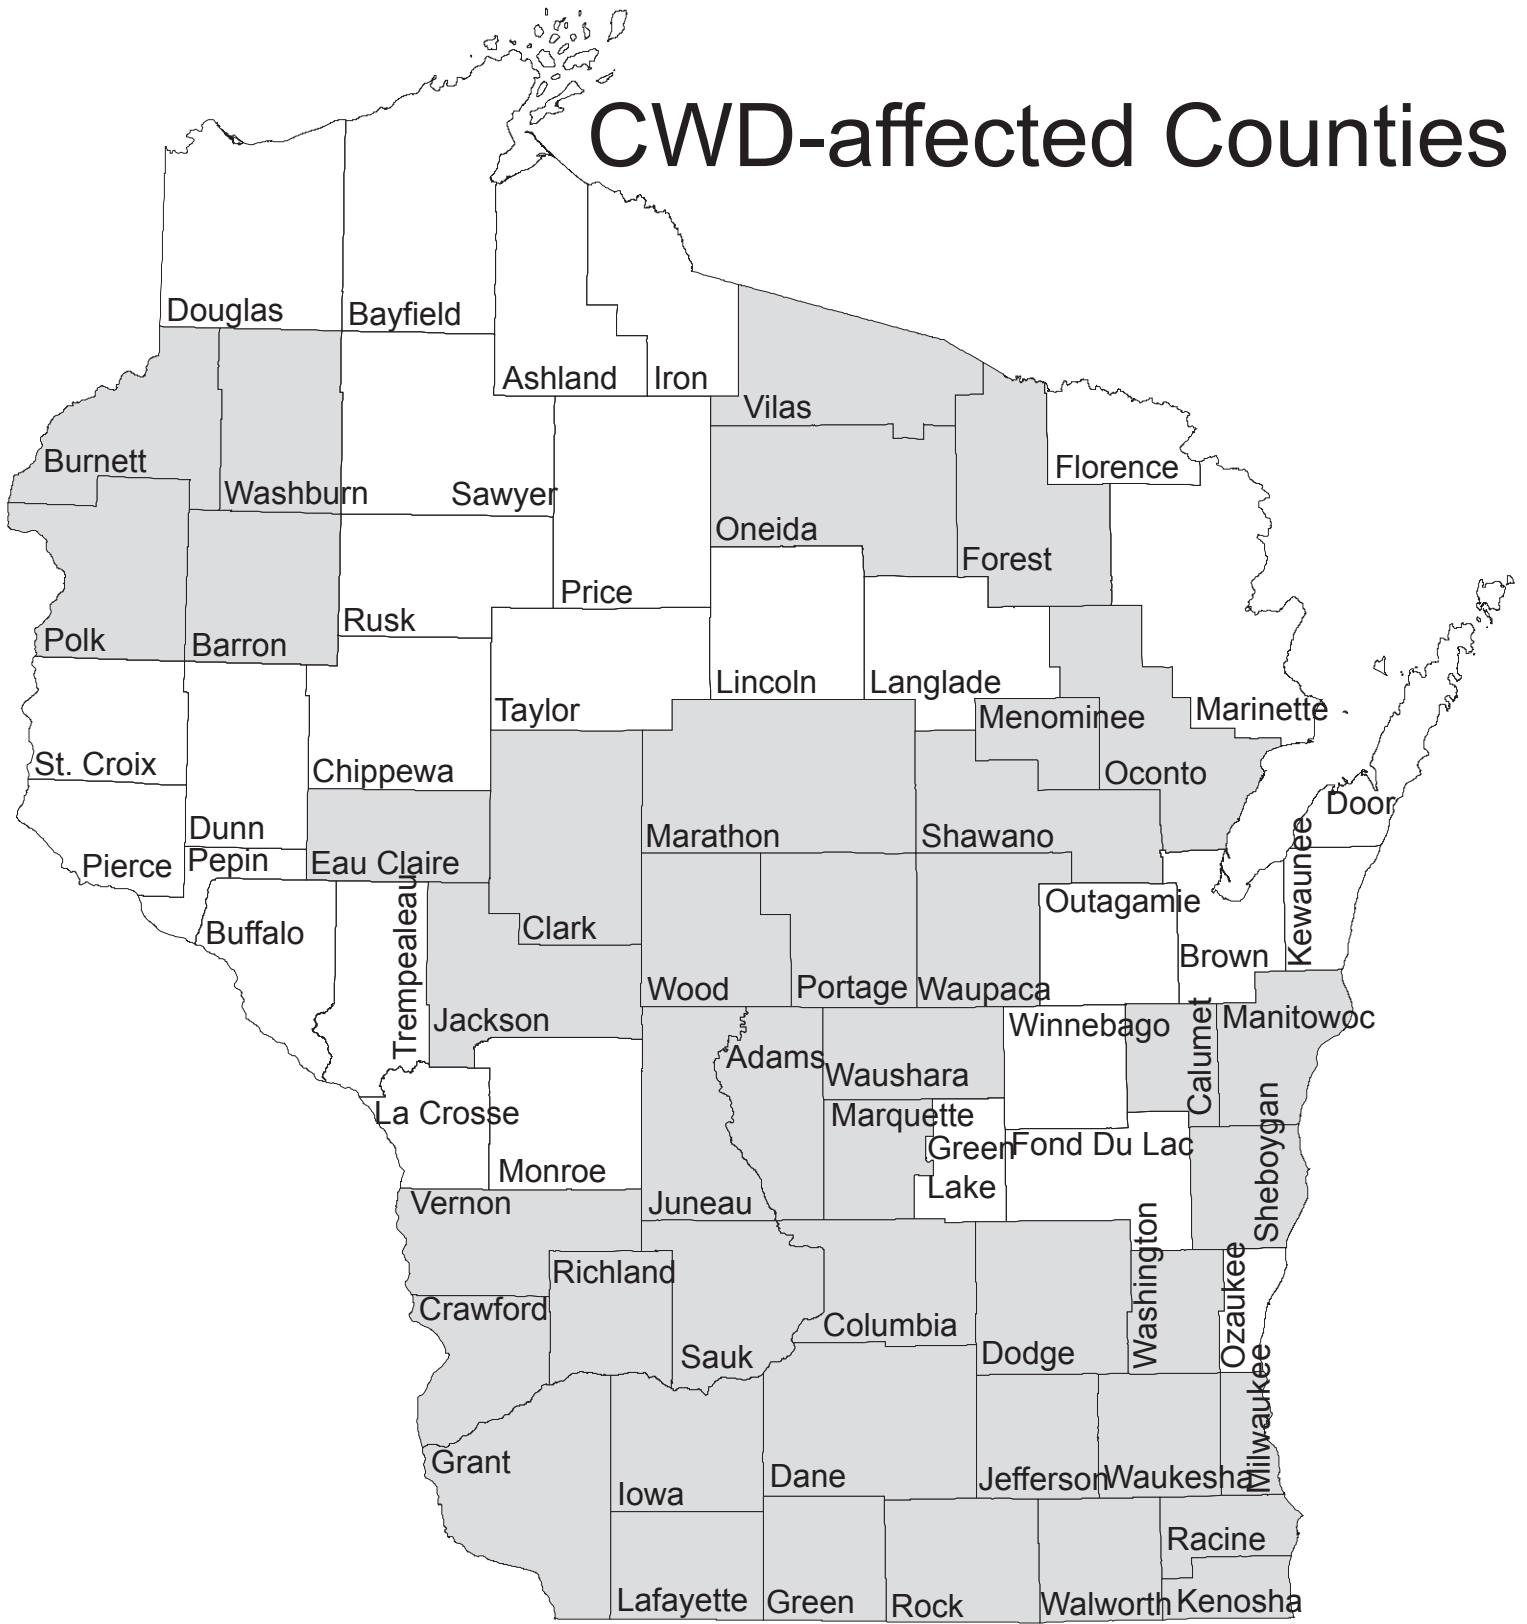 CWD-affected Counties
Douglas
Bayfield
Ashland
Iron
Vilas
Burnett
Washburn
Sawyer
Florence
Oneida
Forest
Price
Rusk
Polk
Barron
Lincoln
Langlade
Taylor
Menominee
Marinette
St. Croix
Chippewa
Oconto
Door
Dunn
Marathon
Shawano
Pierce
Pepin
Eau Claire
Kewaunee
Outagamie
Buffalo
Clark
Trempealeau
Brown
Wood
Portage
Waupaca
Jackson
Winnebago
Calumet
Manitowoc
Adams
Waushara
La Crosse
Marquette
Green
Lake
Fond Du Lac
Monroe
Sheboygan
Vernon
Juneau
Richland
Washington
Ozaukee
Crawford
Columbia
Sauk
Dodge
Milwaukee
Grant
Iowa
Dane
Jefferson
Waukesha
Racine
Lafayette
Green
Rock
Walworth
Kenosha